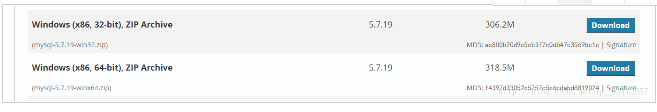 Windows (x86, 32-bit), ZIP Archive 5.7.19 306.2M Download
(mysql-5.7.19-win32.zip) MD5: | Signature
Windows (x86, 64-bit), ZIP Archive 5.7.19 318.5M Download
(mysql-5.7.19-winx64.zip) MD5: | Signature